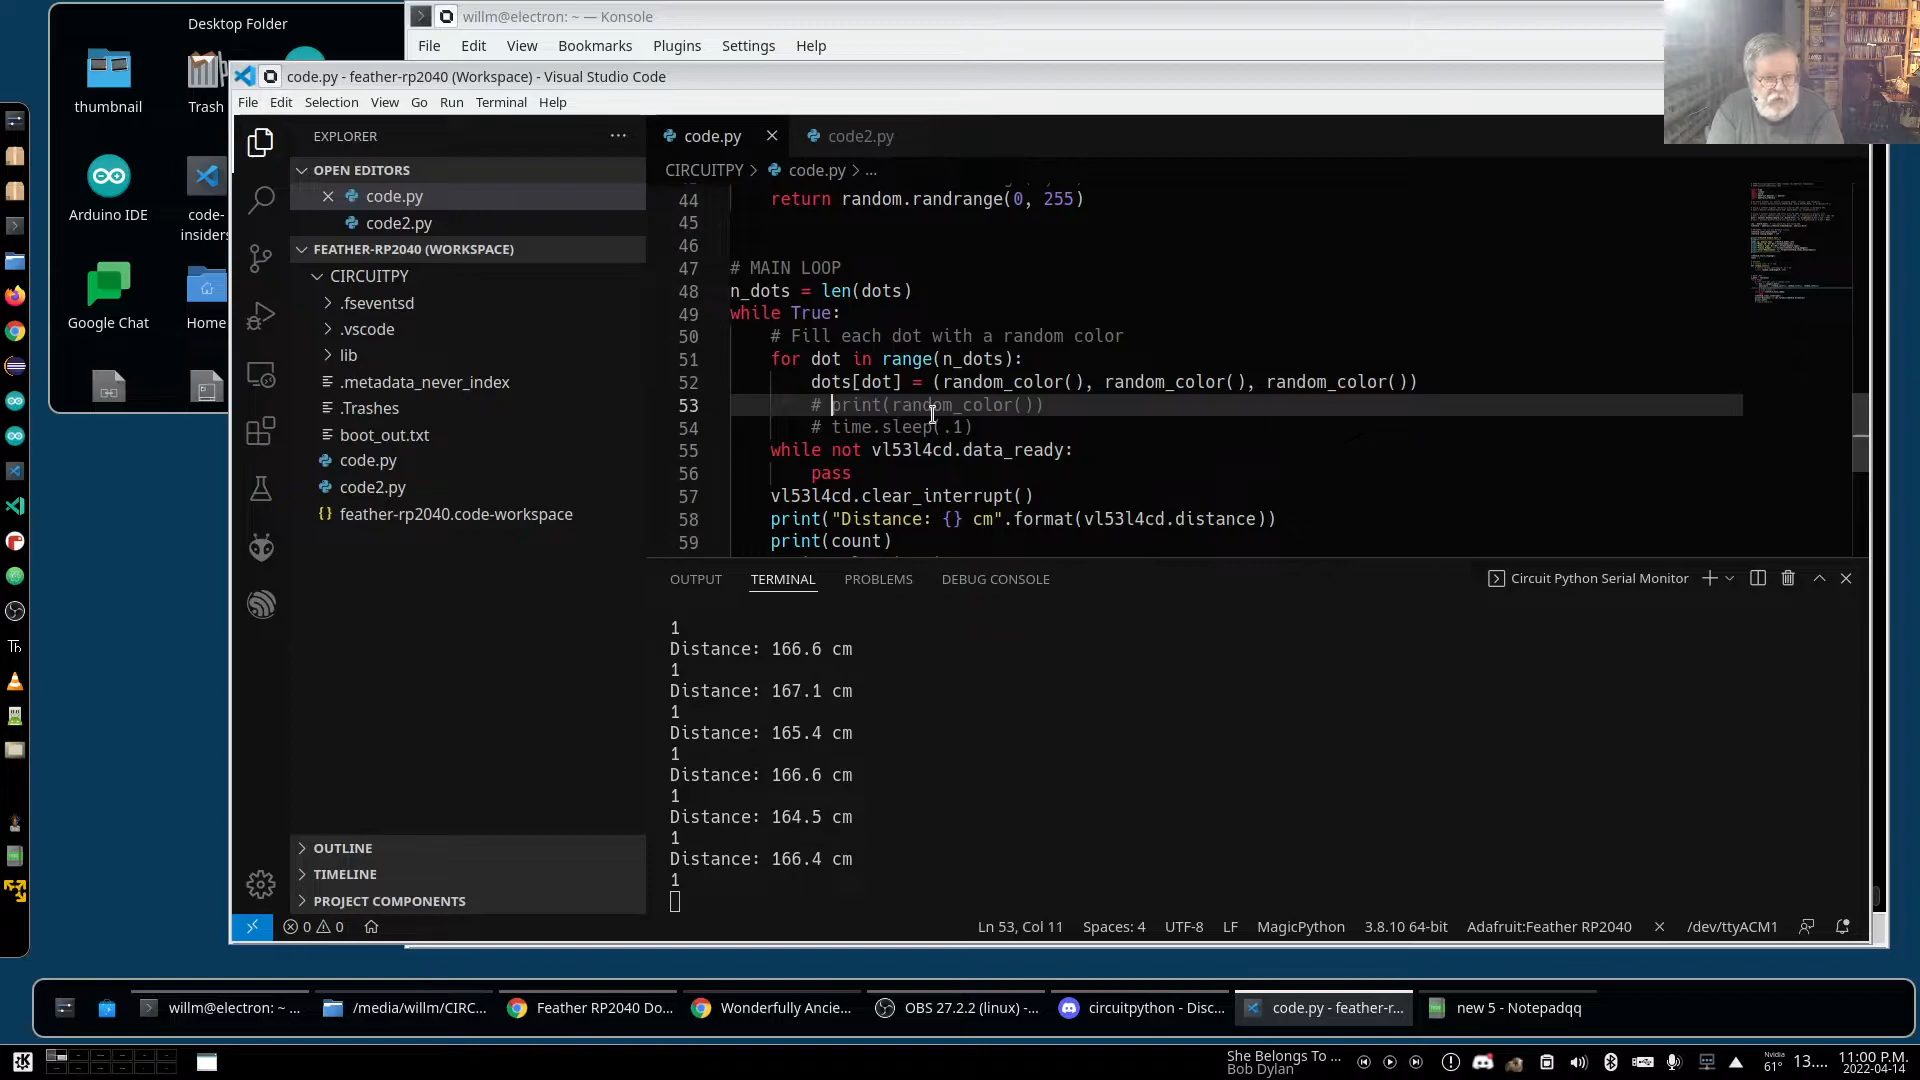 Desktop Folder
willm@electron: ~ — Konsole
File Edit View Bookmarks Plugins Settings Help
thumbnail
Trash
code.py - feather-rp2040 (Workspace) - Visual Studio Code
File Edit Selection View Go Run Terminal Help
Arduino IDE
code-
insiders
Google Chat
Home
EXPLORER
OPEN EDITORS
code.py
code2.py
FEATHER-RP2040 (WORKSPACE)
CIRCUITPY
.fseventsd
.vscode
lib
.metadata_never_index
.Trashes
boot_out.txt
code.py
code2.py
feather-rp2040.code-workspace
OUTLINE
TIMELINE
PROJECT COMPONENTS
code.py
code2.py
CIRCUITPY > code.py > ...
44 return random.randrange(0, 255)
45
46
47 # MAIN LOOP
48 n_dots = len(dots)
49 while True:
50 # Fill each dot with a random color
51 for dot in range(n_dots):
52 dots[dot] = (random_color(), random_color(), random_color())
53 # print(random_color())
54 # time.sleep(.1)
55 while not vl53l4cd.data_ready:
56 pass
57 vl53l4cd.clear_interrupt()
58 print("Distance: {} cm".format(vl53l4cd.distance))
59 print(count)
OUTPUT TERMINAL PROBLEMS DEBUG CONSOLE
Circuit Python Serial Monitor
1
Distance: 166.6 cm
1
Distance: 167.1 cm
1
Distance: 165.4 cm
1
Distance: 166.6 cm
1
Distance: 164.5 cm
1
Distance: 166.4 cm
1
0 0
Ln 53, Col 11 Spaces: 4 UTF-8 LF MagicPython 3.8.10 64-bit Adafruit:Feather RP2040 /dev/ttyACM1
willm@electron: ~ ...
/media/willm/CIRC...
Feather RP2040 Do...
Wonderfully Ancie...
OBS 27.2.2 (linux) -...
circuitpython - Disc...
code.py - feather-r...
new 5 - Notepadqq
She Belongs To ...
Bob Dylan
Nvidia
61°
13....
11:00 P.M.
2022-04-14